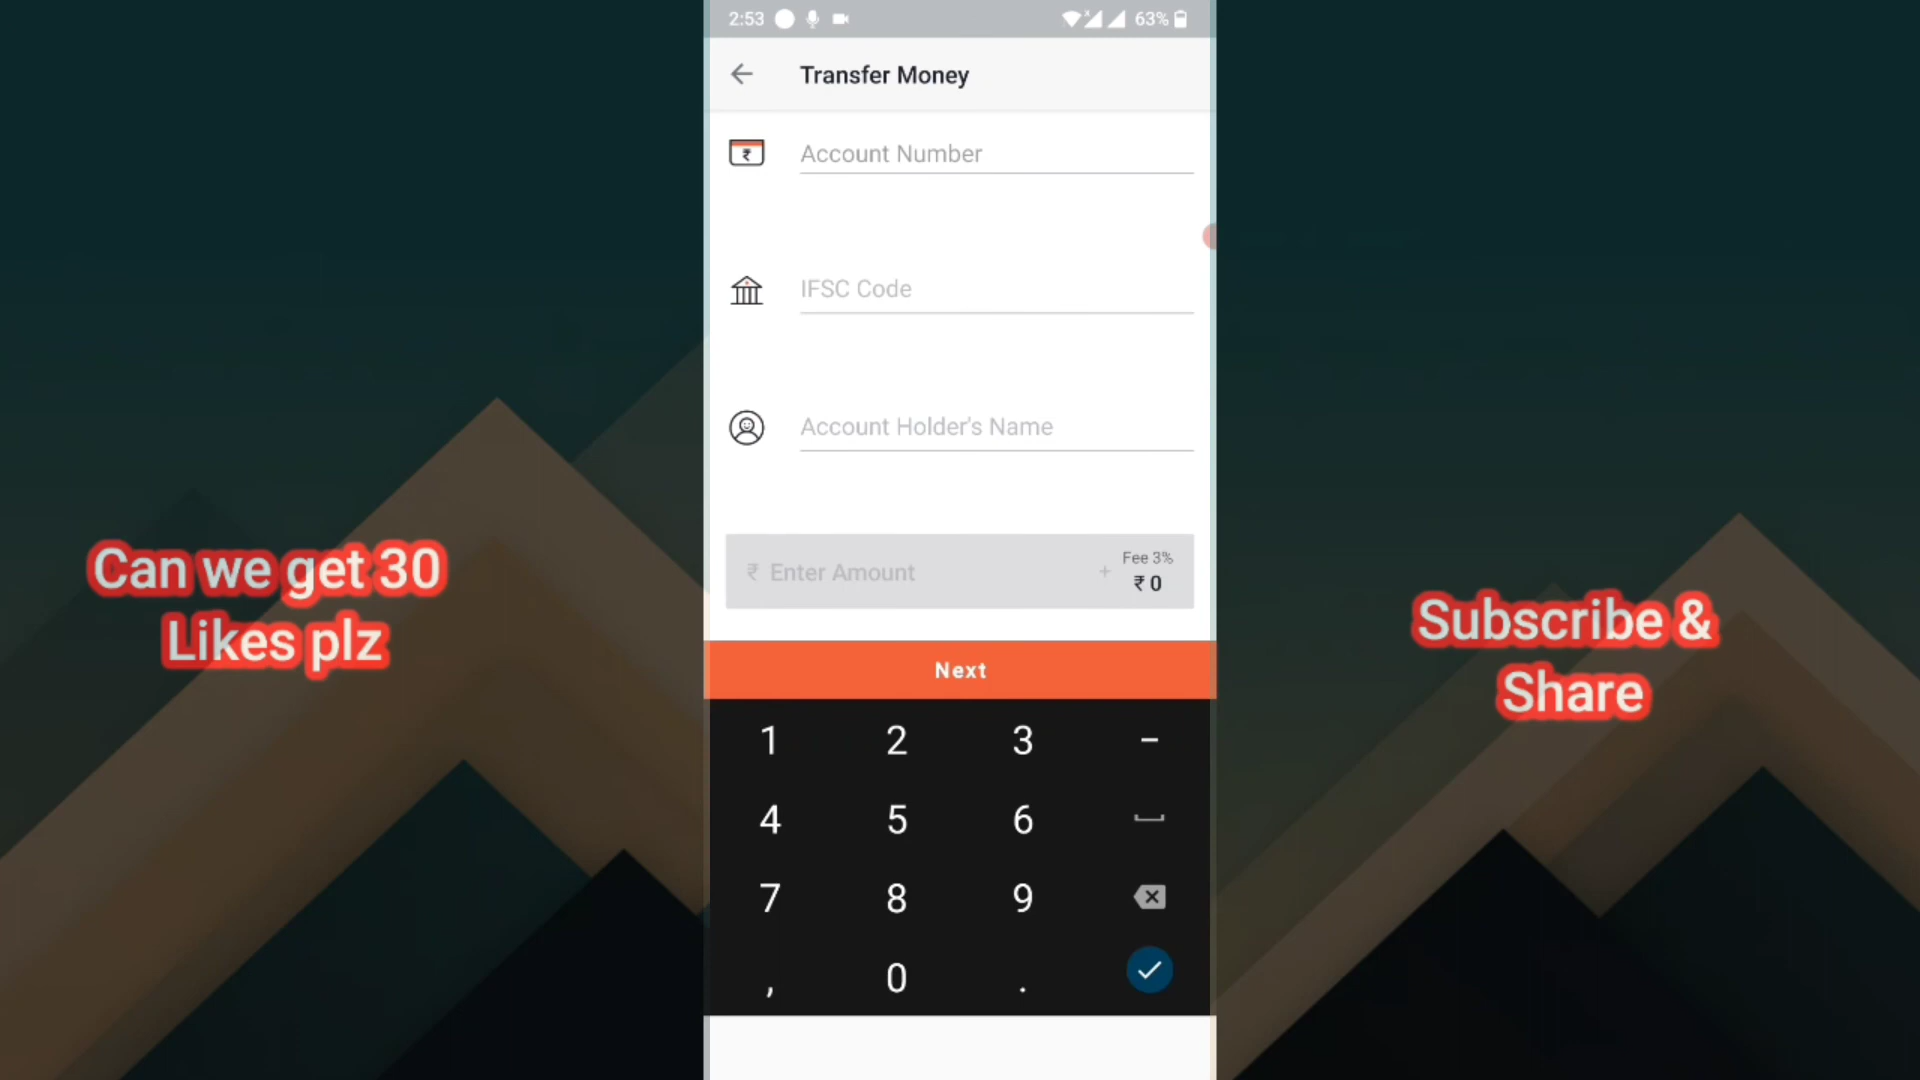 2:53
63%
Transfer Money
₹
Account Number
IFSC Code
Account Holder's Name
₹ Enter Amount
+
Fee 3%
₹ 0
Next
1 2 3 -
4 5 6
7 8 9
, 0 .
Can we get 30
Likes plz
Subscribe &
Share